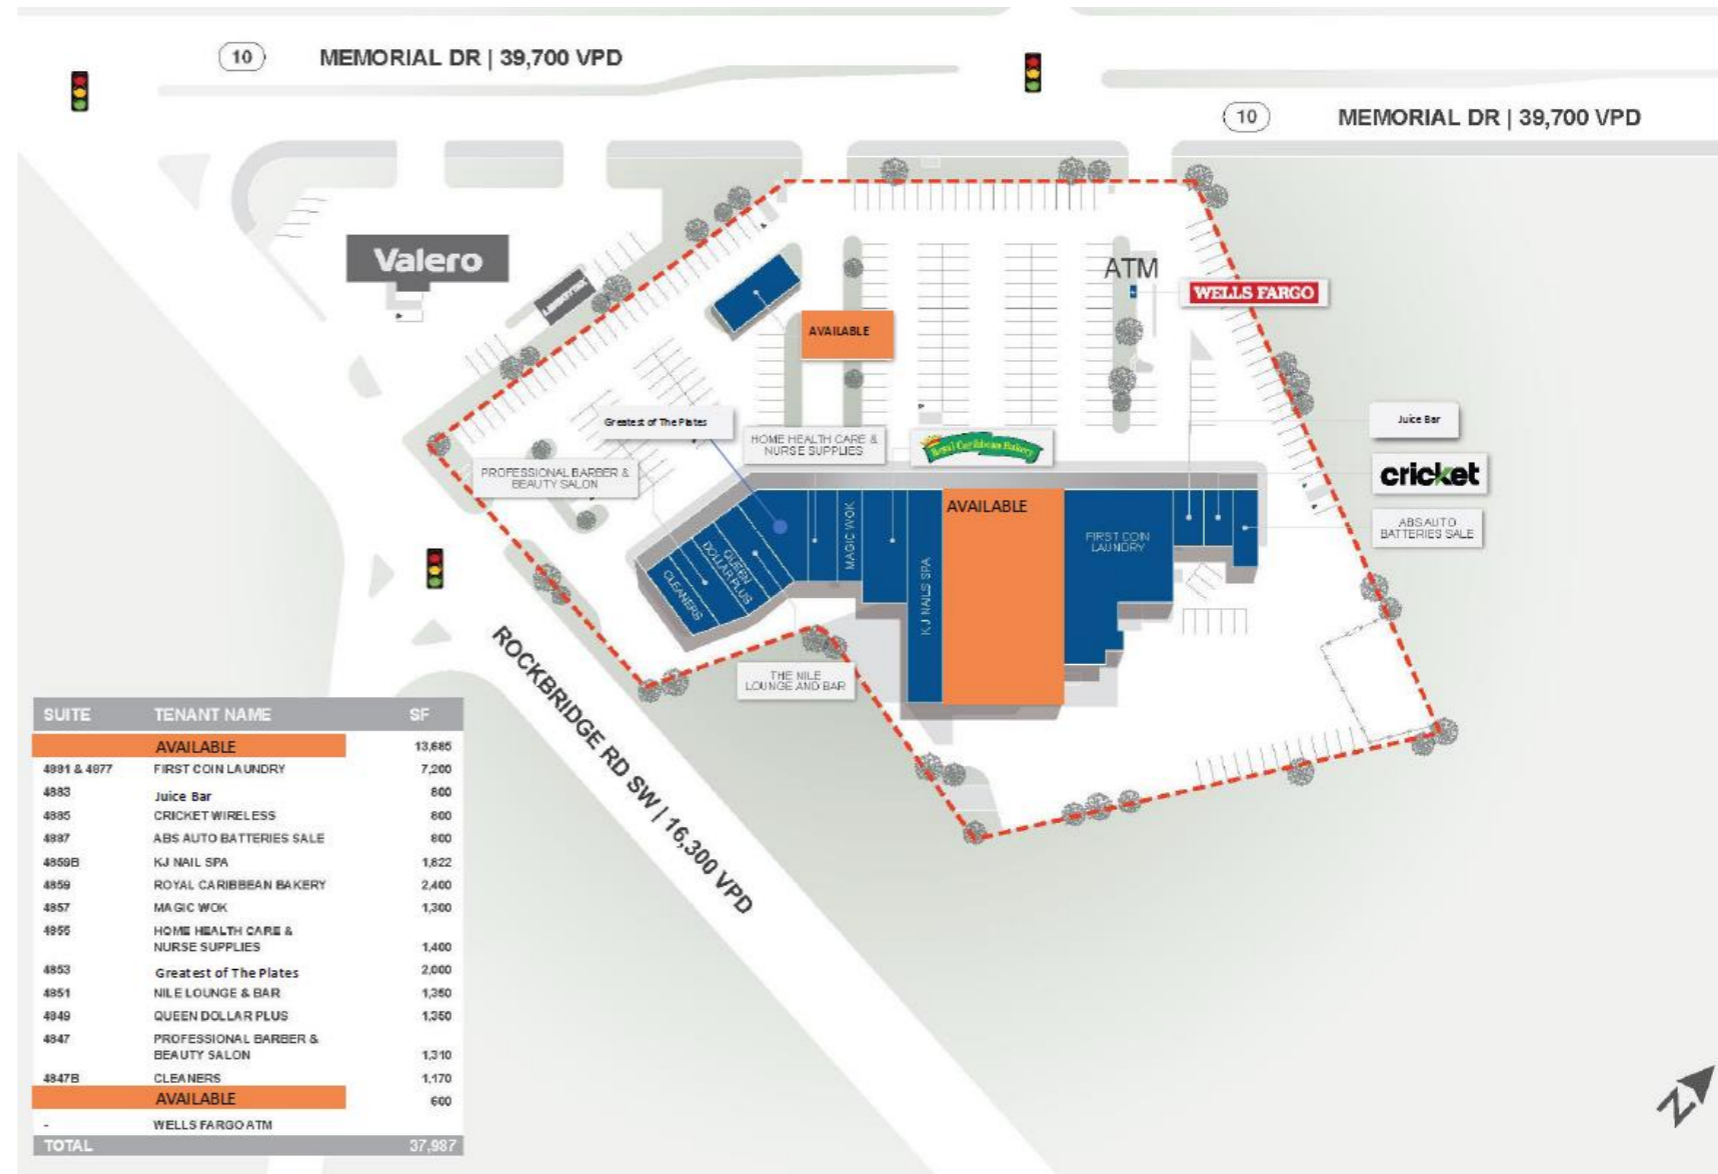 10 MEMORIAL DR | 39,700 VPD
10 MEMORIAL DR | 39,700 VPD
Valero
ATM
WELLS FARGO
AVAILABLE
Greatest of The Plates
HOME HEALTH CARE &
NURSE SUPPLIES
Royal Caribbean Bakery
Juice Bar
PROFESSIONAL BARBER &
BEAUTY SALON
cricket
ABS AUTO
BATTERIES SALE
MAGIC WOK
AVAILABLE
FIRST COIN
LAUNDRY
QUEEN
DOLLAR PLUS
CLEANERS
KJ NAILS SPA
THE NILE
LOUNGE AND BAR
ROCKBRIDGE RD SW | 16,300 VPD
SUITE TENANT NAME SF
AVAILABLE 13,685
4881 & 4877 FIRST COIN LAUNDRY 7,200
4883 Juice Bar 800
4885 CRICKET WIRELESS 800
4887 ABS AUTO BATTERIES SALE 800
4859B KJ NAIL SPA 1,822
4859 ROYAL CARIBBEAN BAKERY 2,400
4857 MAGIC WOK 1,300
4855 HOME HEALTH CARE &
NURSE SUPPLIES 1,400
4853 Greatest of The Plates 2,000
4851 NILE LOUNGE & BAR 1,350
4849 QUEEN DOLLAR PLUS 1,350
4847 PROFESSIONAL BARBER &
BEAUTY SALON 1,310
4847B CLEANERS 1,170
AVAILABLE 600
- WELLS FARGO ATM
TOTAL 37,987
N